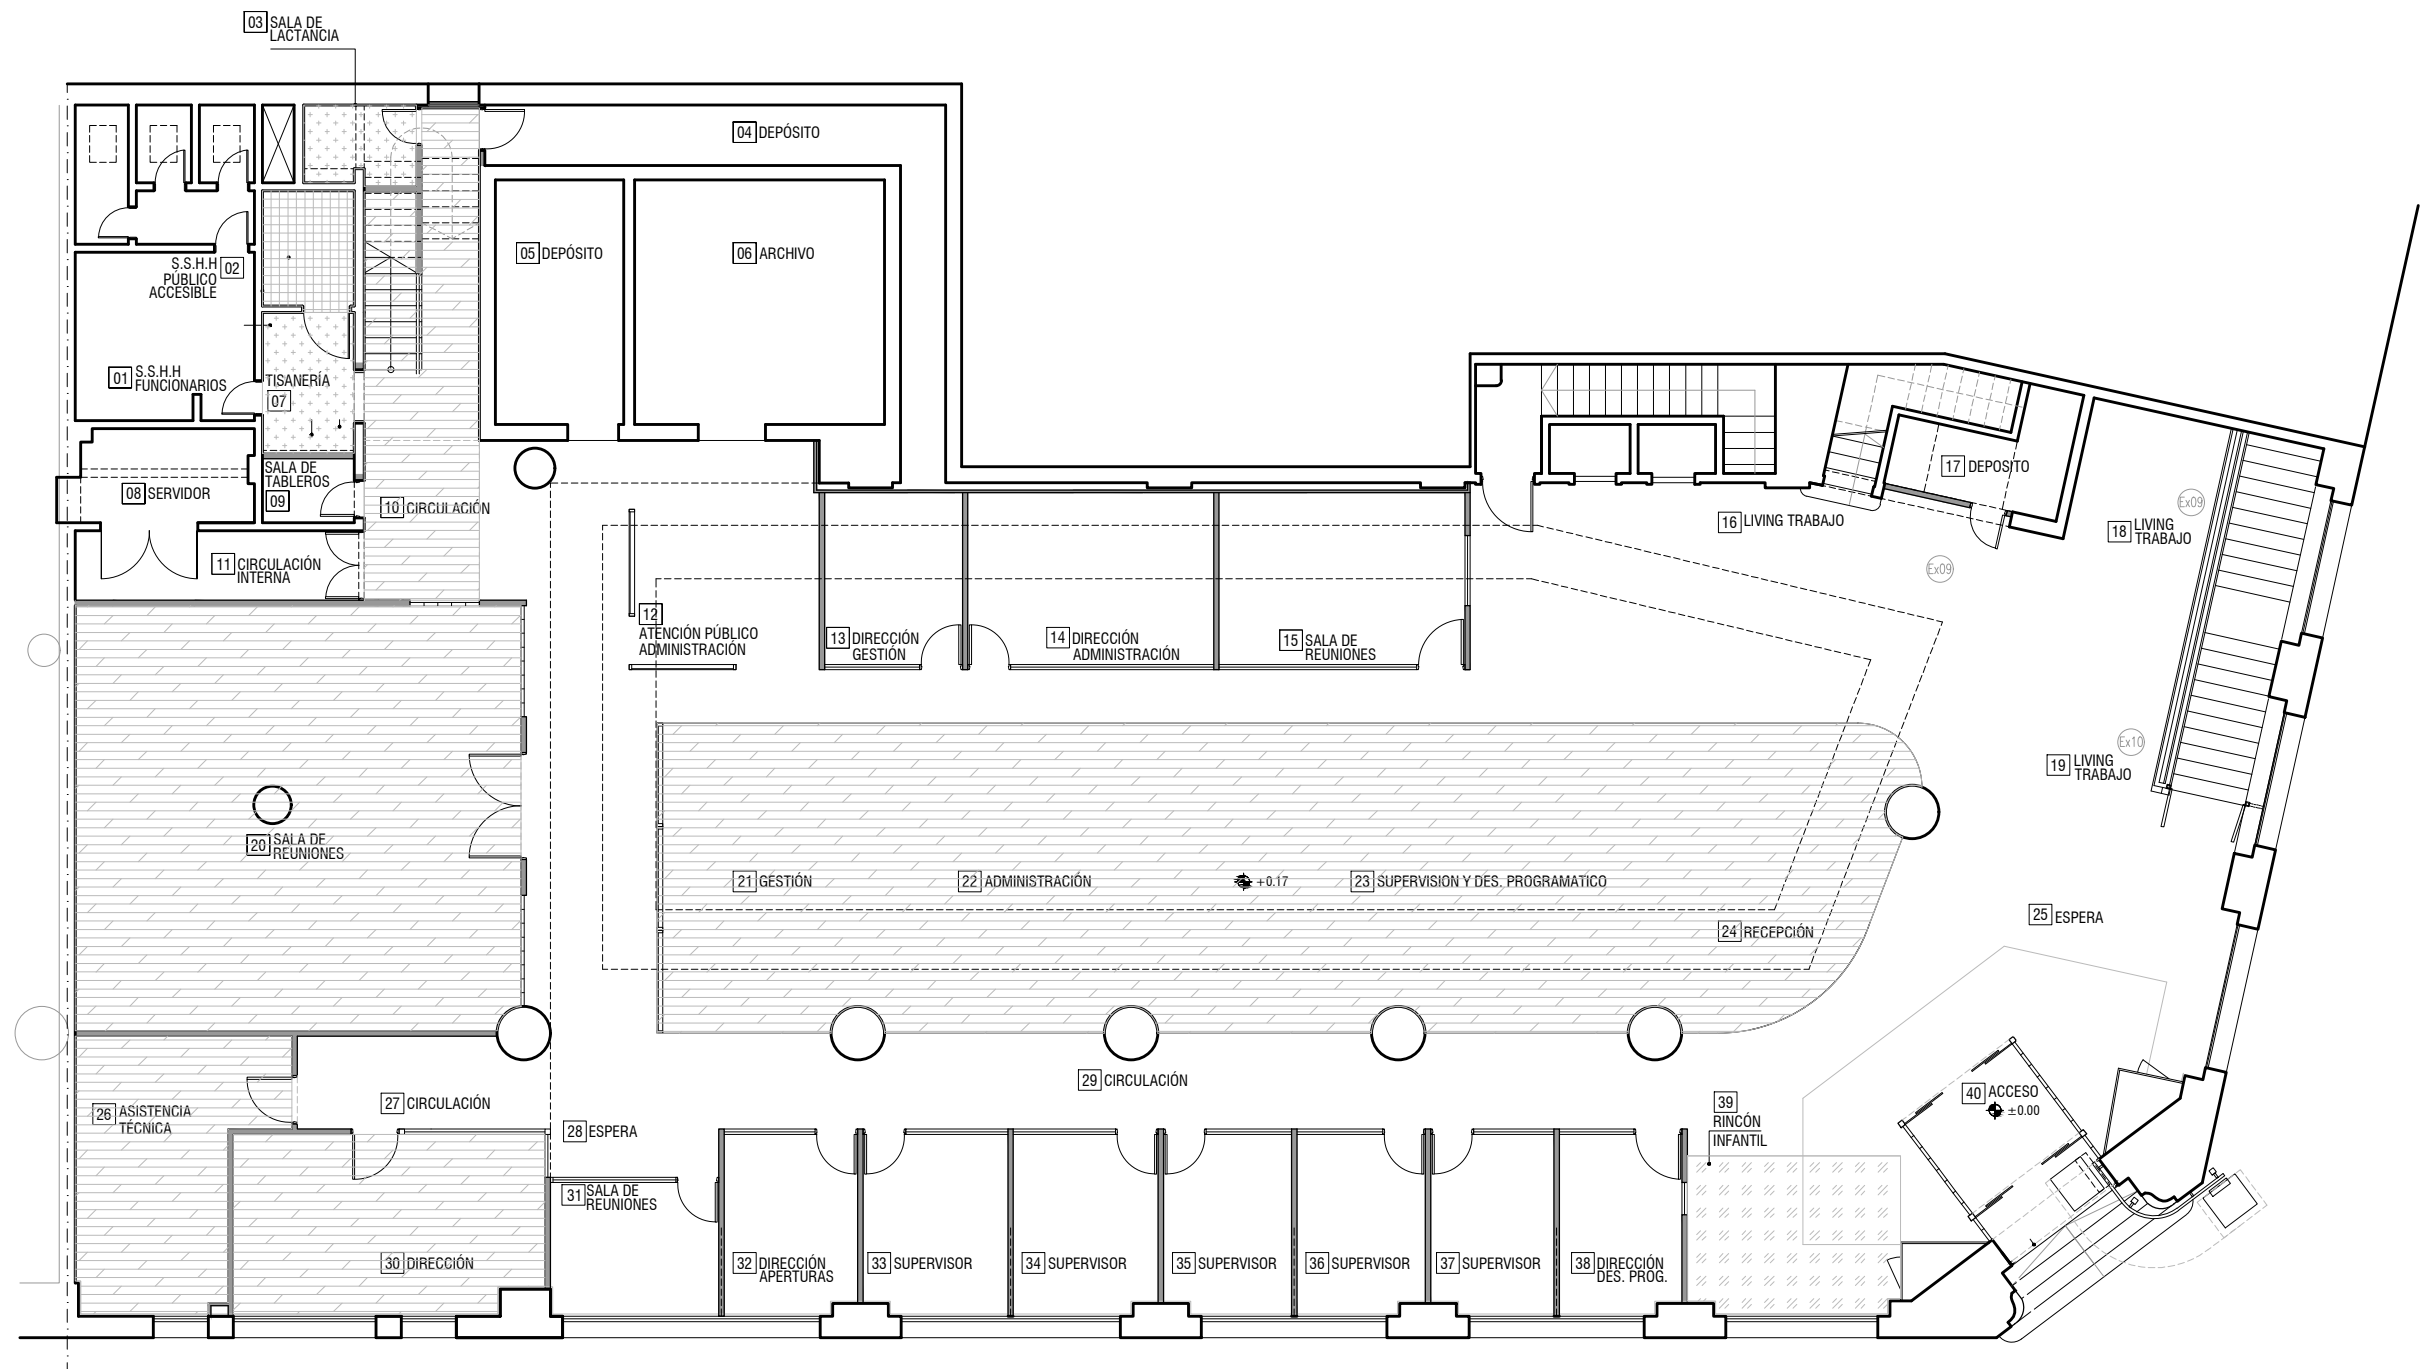 03 SALA DE
LACTANCIA
04 DEPÓSITO
05 DEPÓSITO
06 ARCHIVO
S.S.H.H 02
PÚBLICO
ACCESIBLE
01 S.S.H.H
FUNCIONARIOS
TISANERÍA
07
08 SERVIDOR
SALA DE
TABLEROS
09
10 CIRCULACIÓN
11 CIRCULACIÓN
INTERNA
12
ATENCIÓN PÚBLICO
ADMINISTRACIÓN
13 DIRECCIÓN
GESTIÓN
14 DIRECCIÓN
ADMINISTRACIÓN
15 SALA DE
REUNIONES
16 LIVING TRABAJO
17 DEPOSITO
Ex09
Ex09
18 LIVING
TRABAJO
Ex10
19 LIVING
TRABAJO
20 SALA DE
REUNIONES
21 GESTIÓN
22 ADMINISTRACIÓN
+0.17
23 SUPERVISION Y DES. PROGRAMATICO
24 RECEPCIÓN
25 ESPERA
26 ASISTENCIA
TÉCNICA
27 CIRCULACIÓN
28 ESPERA
29 CIRCULACIÓN
30 DIRECCIÓN
31 SALA DE
REUNIONES
32 DIRECCIÓN
APERTURAS
33 SUPERVISOR
34 SUPERVISOR
35 SUPERVISOR
36 SUPERVISOR
37 SUPERVISOR
38 DIRECCIÓN
DES. PROG.
39
RINCÓN
INFANTIL
40 ACCESO
±0.00